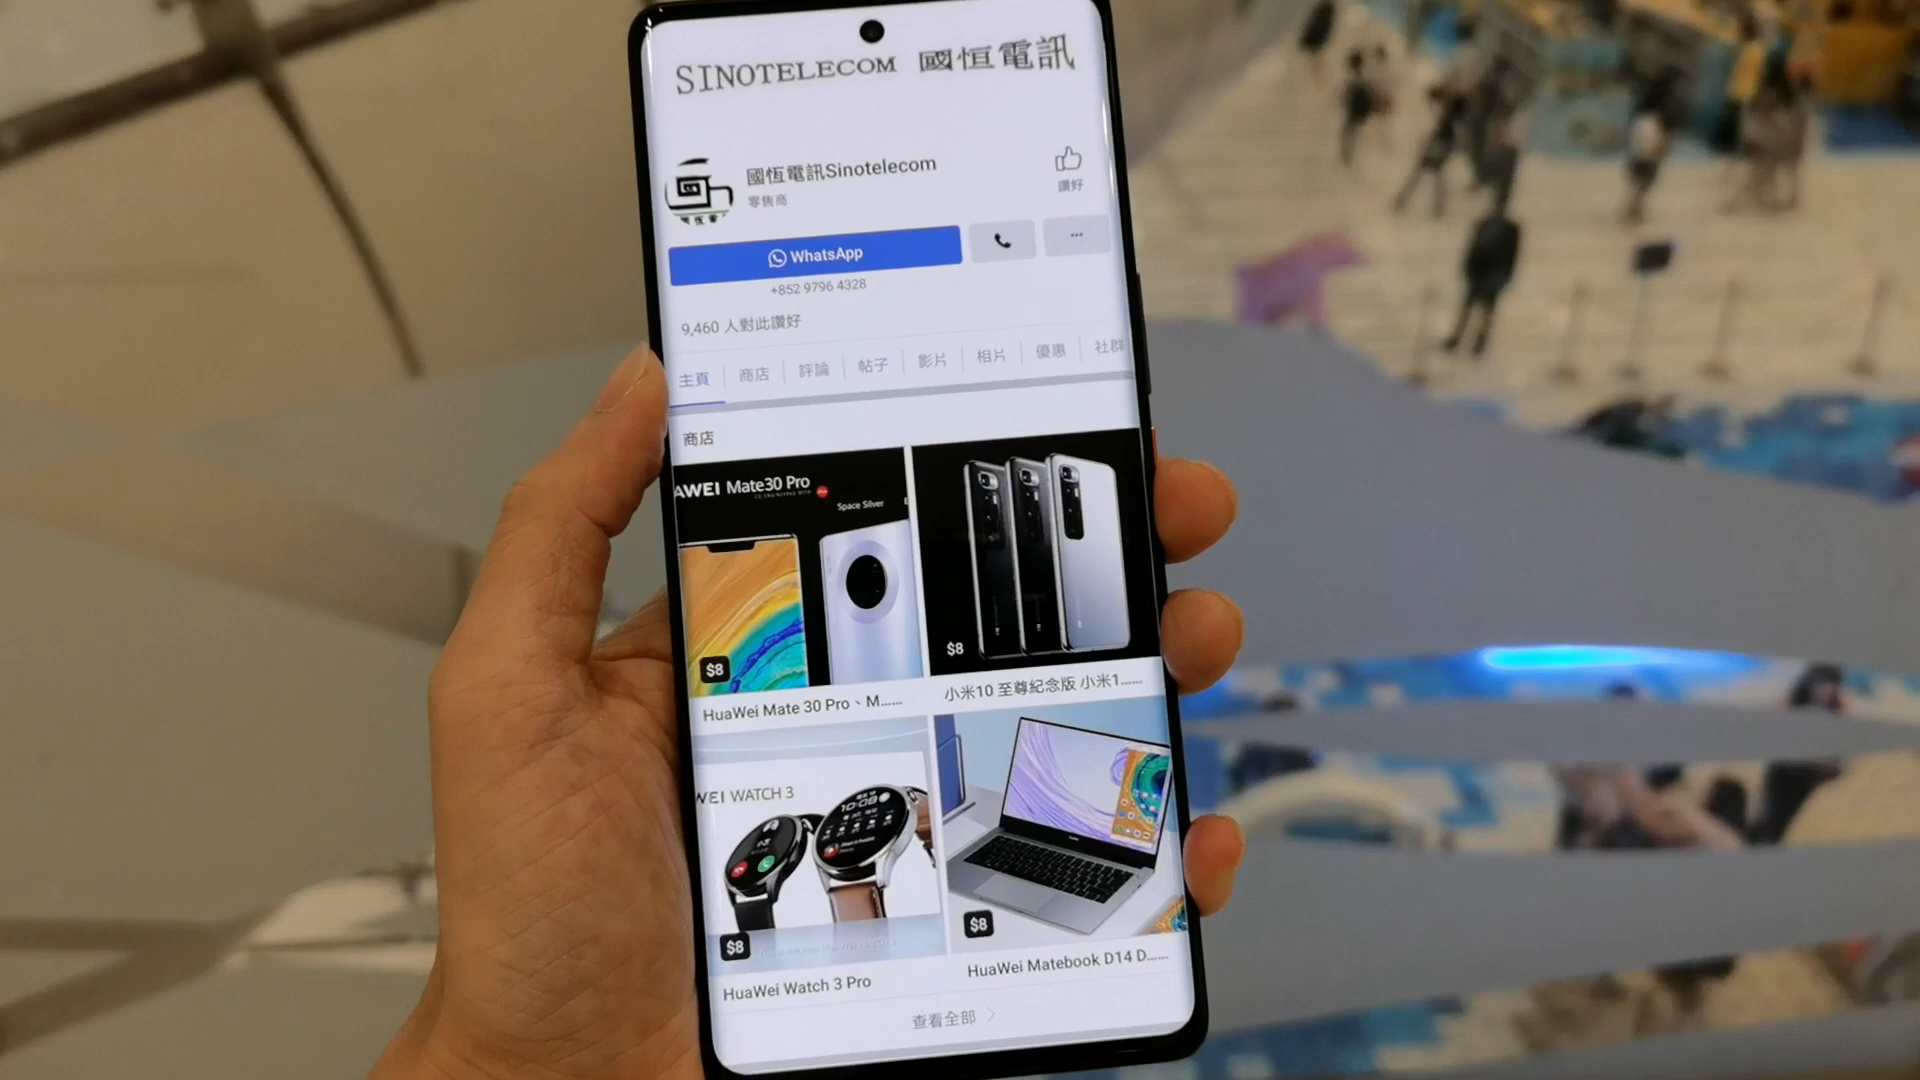 SINOTELECOM 國恒電訊
國恆電訊Sinotelecom
零售商
讚好
WhatsApp
+852 9796 4328
9,460 人對此讚好
主頁 商店 評論 帖子 影片 相片 優惠 社群
商店
AWEI Mate30 Pro
Space Silver
$8
HuaWei Mate 30 Pro、M......
$8
小米10 至尊紀念版 小米1......
WEI WATCH 3
10:08
$8
HuaWei Watch 3 Pro
$8
HuaWei Matebook D14 D......
查看全部